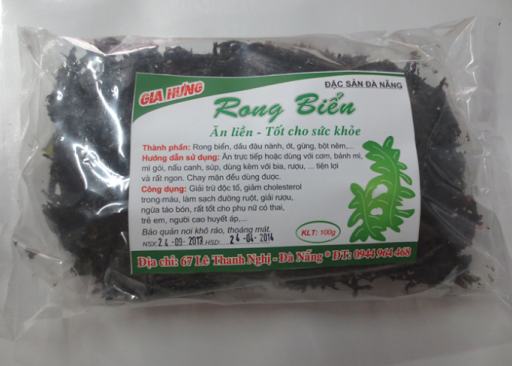 GIA HƯNG
ĐẶC SẢN ĐÀ NẴNG
Rong Biển
Ăn liền - Tốt cho sức khỏe
Thành phần: Rong biển, dầu đậu nành, ớt, gừng, bột nêm,...
Hướng dẫn sử dụng: Ăn trực tiếp hoặc dùng với cơm, bánh mì,
mì gói, nấu canh, súp, dùng kèm với bia, rượu, ... tiện lợi
và rất ngon. Chay mặn đều dùng được.
Công dụng: Giải trừ độc tố, giảm cholesterol
trong máu, làm sạch đường ruột, giải rượu,
ngừa táo bón, rất tốt cho phụ nữ có thai,
trẻ em, người cao huyết áp,...
Bảo quản nơi khô ráo, thoáng mát
NSX: 24-09-2013 HSD: 24-04-2014
KLT: 100g
Địa chỉ: 67 Lê Thanh Nghị - Đà Nẵng * ĐT: 0944 964 468